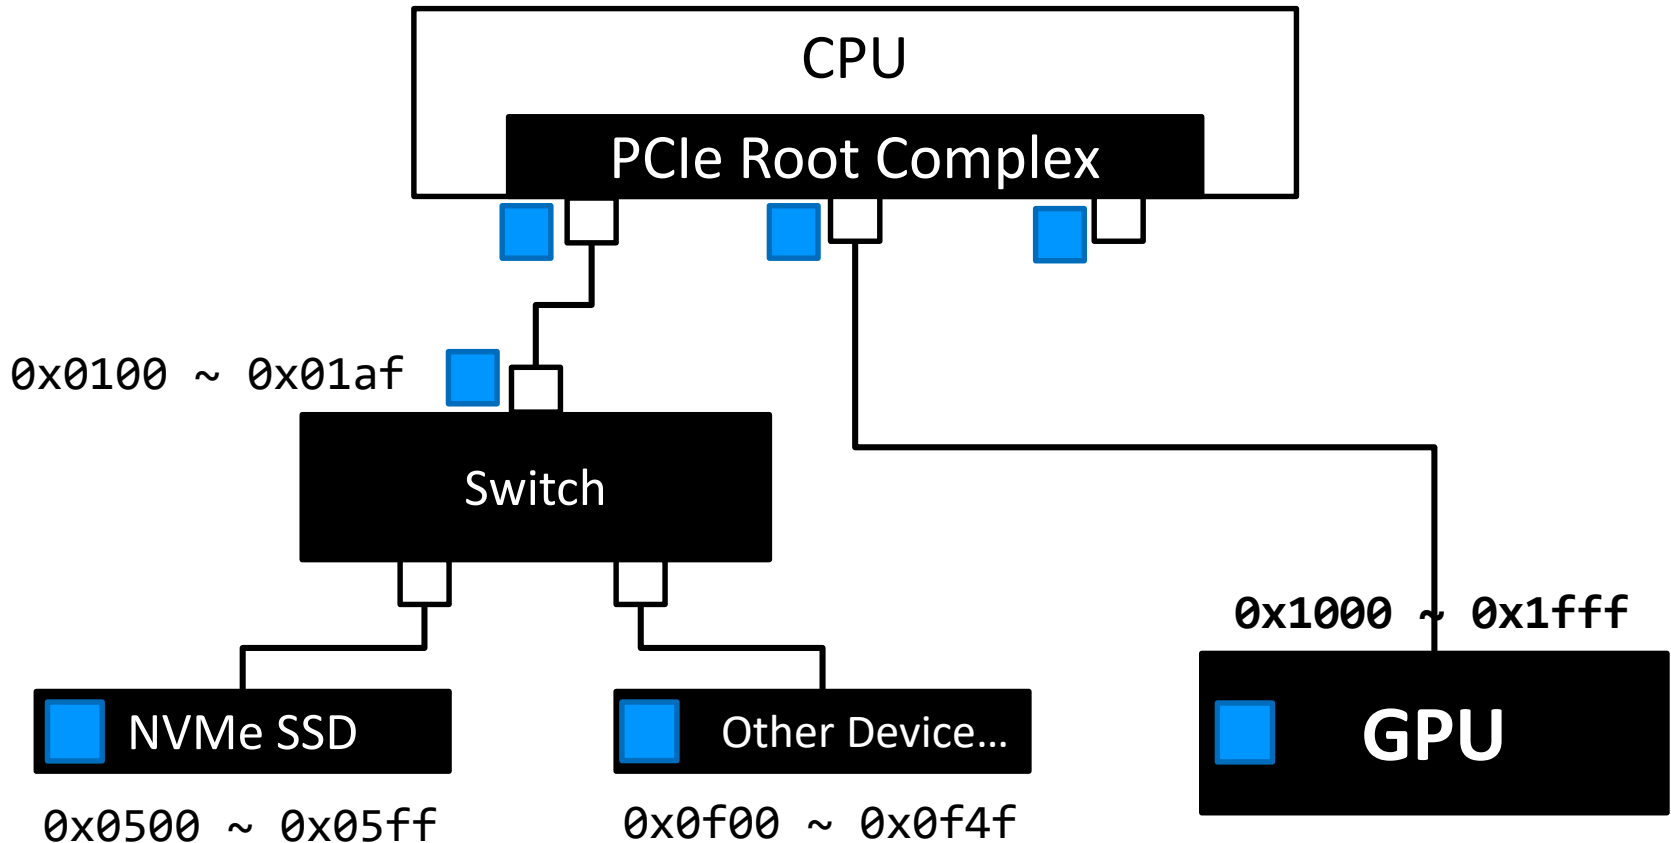 CPU
PCIe Root Complex
0x0100 ~ 0x01af
Switch
0x1000 ~ 0x1fff
NVMe SSD
Other Device…
GPU
0x0500 ~ 0x05ff
0x0f00 ~ 0x0f4f